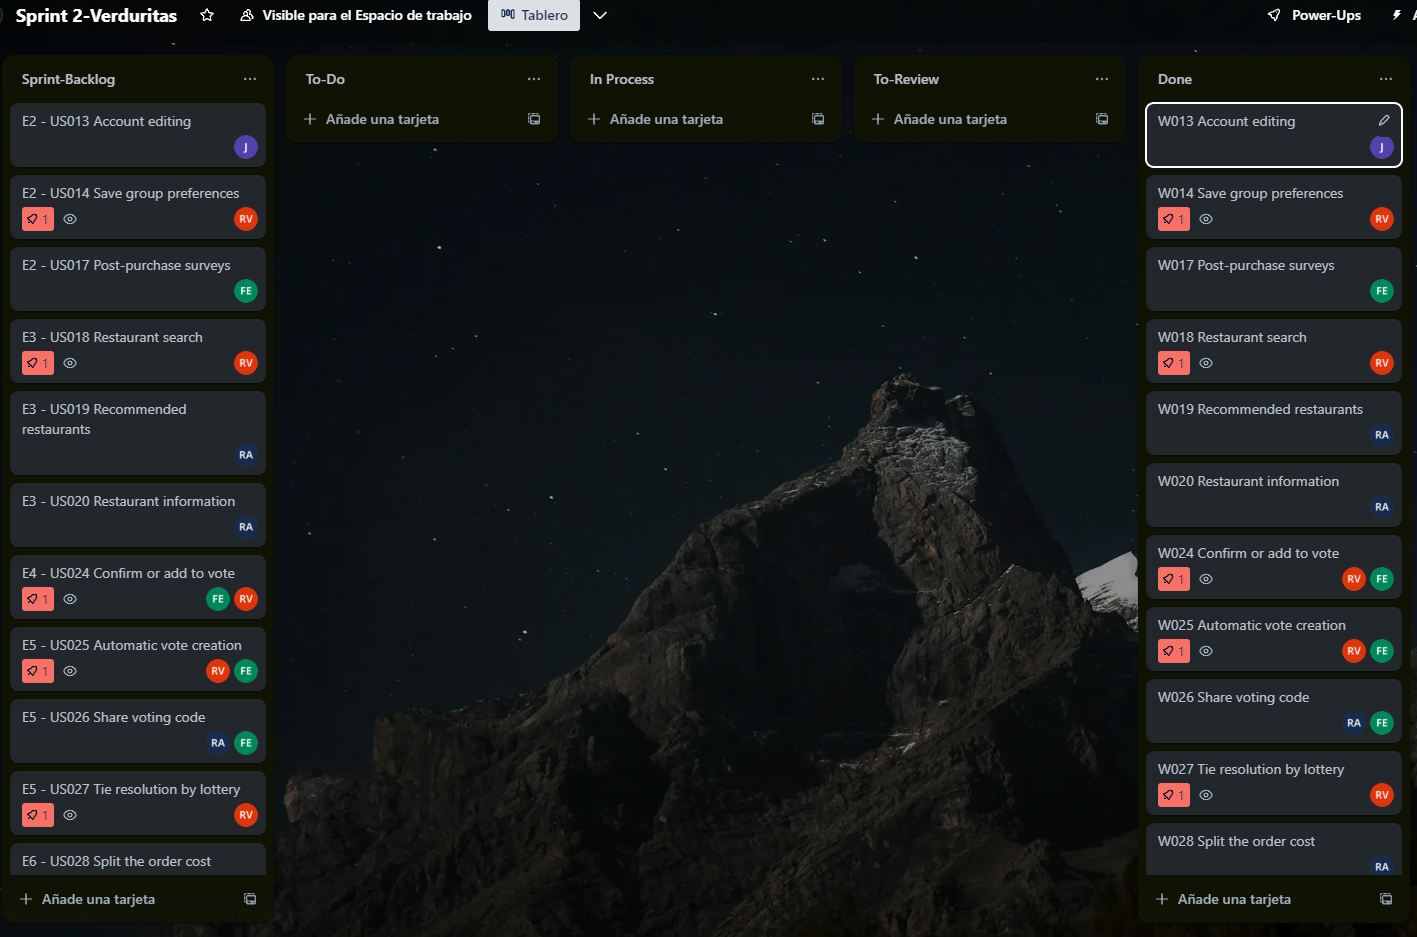 Sprint 2-Verduritas
Visible para el Espacio de trabajo
Tablero
Power-Ups
Sprint-Backlog
E2 - US013 Account editing
J
E2 - US014 Save group preferences
1
RV
E2 - US017 Post-purchase surveys
FE
E3 - US018 Restaurant search
1
RV
E3 - US019 Recommended
restaurants
RA
E3 - US020 Restaurant information
RA
E4 - US024 Confirm or add to vote
1
FE RV
E5 - US025 Automatic vote creation
1
RV FE
E5 - US026 Share voting code
RA FE
E5 - US027 Tie resolution by lottery
1
RV
E6 - US028 Split the order cost
Añade una tarjeta
To-Do
Añade una tarjeta
In Process
Añade una tarjeta
To-Review
Añade una tarjeta
Done
W013 Account editing
J
W014 Save group preferences
1
RV
W017 Post-purchase surveys
FE
W018 Restaurant search
1
RV
W019 Recommended restaurants
RA
W020 Restaurant information
RA
W024 Confirm or add to vote
1
RV FE
W025 Automatic vote creation
1
RV FE
W026 Share voting code
RA FE
W027 Tie resolution by lottery
1
RV
W028 Split the order cost
RA
Añade una tarjeta